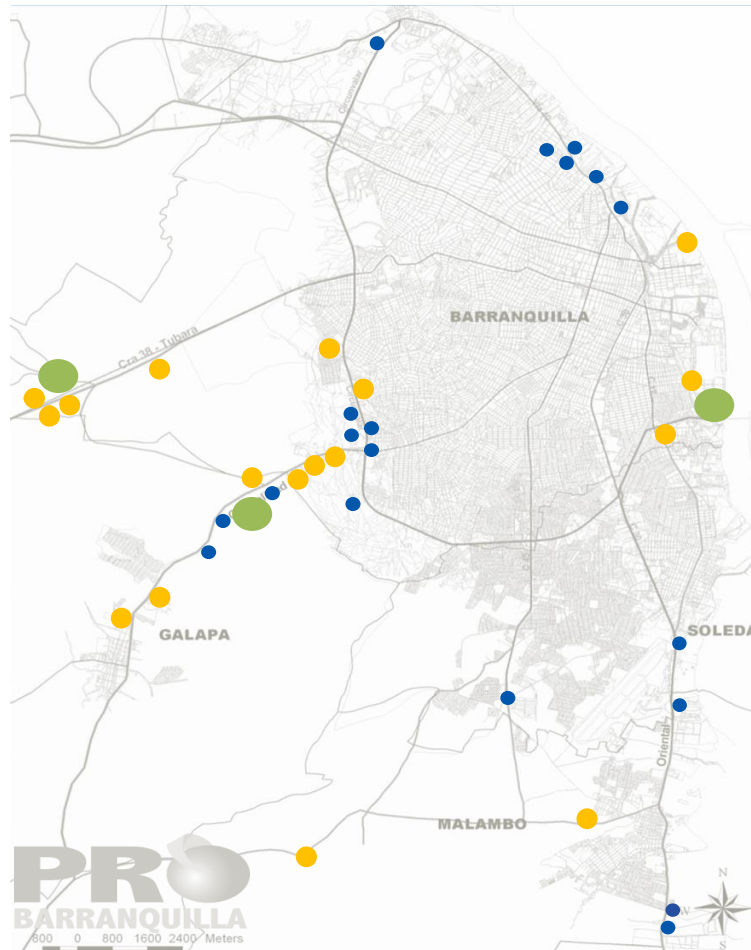 Circunvalar
BARRANQUILLA
Cra.38 - Tubara
GALAPA
SOLEDA
Oriental
MALAMBO
PRO
BARRANQUILLA
800 0 800 1600 2400 Meters
N
W
S